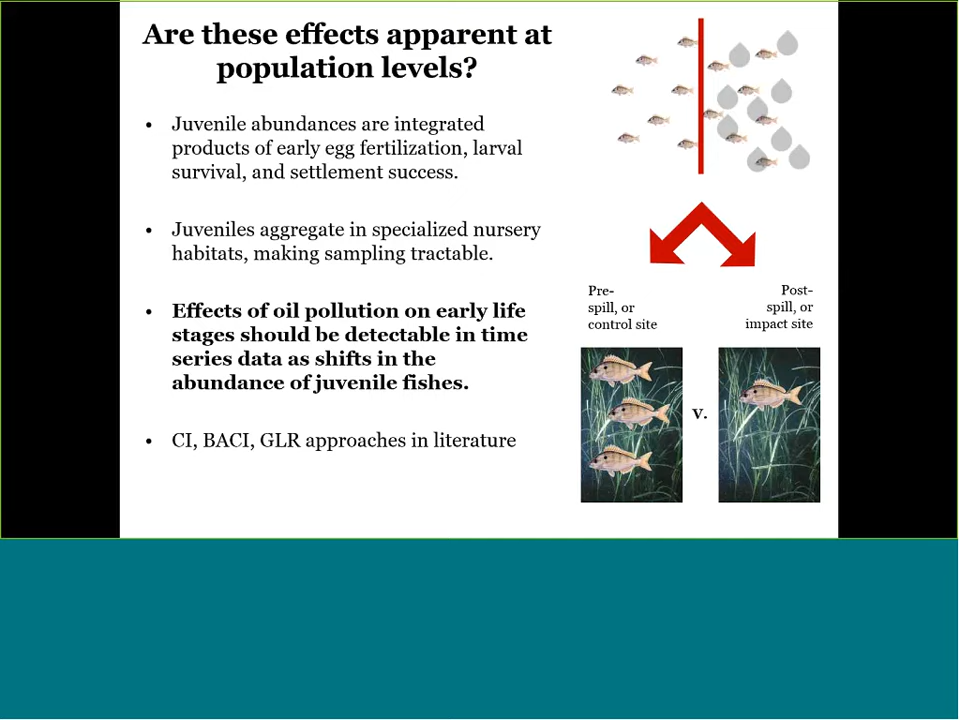 Are these effects apparent at
population levels?
• Juvenile abundances are integrated
products of early egg fertilization, larval
survival, and settlement success.
• Juveniles aggregate in specialized nursery
habitats, making sampling tractable.
• Effects of oil pollution on early life
stages should be detectable in time
series data as shifts in the
abundance of juvenile fishes.
• CI, BACI, GLR approaches in literature
Pre-
spill, or
control site
Post-
spill, or
impact site
v.